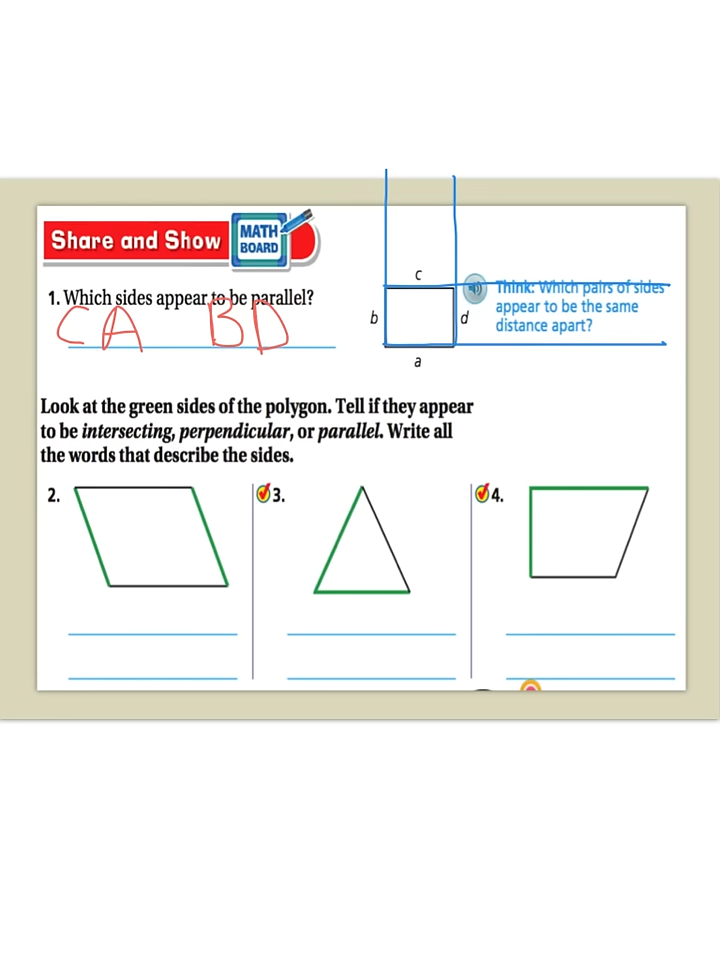 Share and Show
MATH
BOARD
c
1. Which sides appear to be parallel?
b
d
Think: Which pairs of sides
appear to be the same
distance apart?
CA BD
a
Look at the green sides of the polygon. Tell if they appear
to be intersecting, perpendicular, or parallel. Write all
the words that describe the sides.
2.
3.
4.